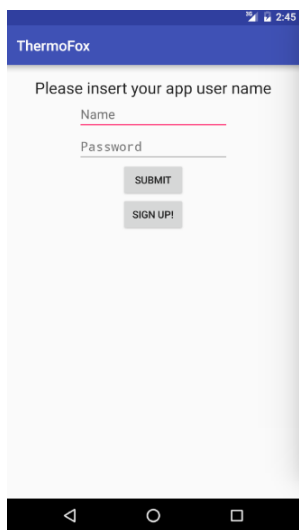 2:45
ThermoFox
Please insert your app user name
Name
Password
SUBMIT
SIGN UP!